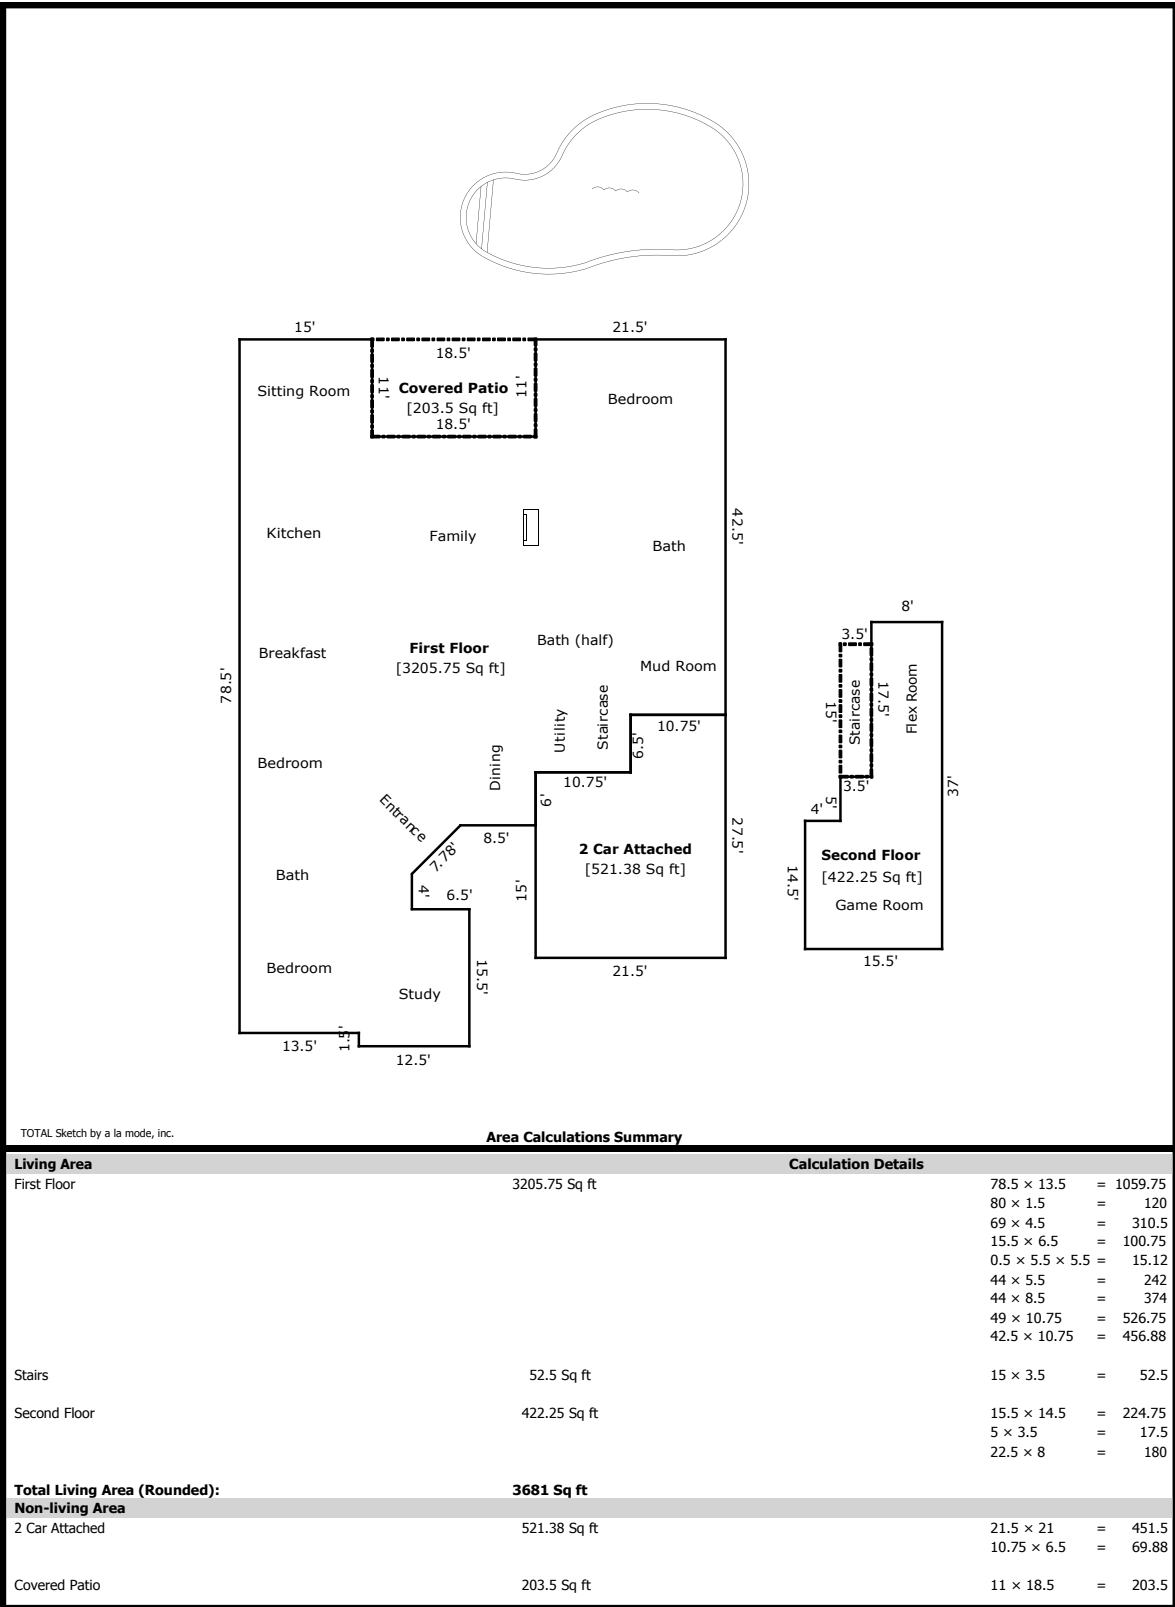 15' 21.5'
18.5'
11' Covered Patio 11'
Sitting Room
Bedroom
[203.5 Sq ft]
18.5'
Kitchen Family
42.5'
Bath
8'
3.5'
Bath (half)
First Floor
Breakfast
[3205.75 Sq ft]
Mud Room
78.5'
Staircase
Utility
10.75'
6.5'
15' Staircase 17.5' Flex Room
Bedroom
Dining
10.75'
3.5'
37'
6'
5'
4'
Entrance
8.5'
27.5'
7.78'
2 Car Attached
[521.38 Sq ft]
Second Floor
[422.25 Sq ft]
Bath
4' 6.5'
15'
14.5'
Game Room
Bedroom
15.5'
21.5'
15.5'
Study
13.5' 1.5'
12.5'
TOTAL Sketch by a la mode, inc.
Area Calculations Summary
Living Area Calculation Details
First Floor 3205.75 Sq ft 78.5 × 13.5 = 1059.75
80 × 1.5 = 120
69 × 4.5 = 310.5
15.5 × 6.5 = 100.75
0.5 × 5.5 × 5.5 = 15.12
44 × 5.5 = 242
44 × 8.5 = 374
49 × 10.75 = 526.75
42.5 × 10.75 = 456.88
Stairs 52.5 Sq ft 15 × 3.5 = 52.5
Second Floor 422.25 Sq ft 15.5 × 14.5 = 224.75
5 × 3.5 = 17.5
22.5 × 8 = 180
Total Living Area (Rounded): 3681 Sq ft
Non-living Area
2 Car Attached 521.38 Sq ft 21.5 × 21 = 451.5
10.75 × 6.5 = 69.88
Covered Patio 203.5 Sq ft 11 × 18.5 = 203.5